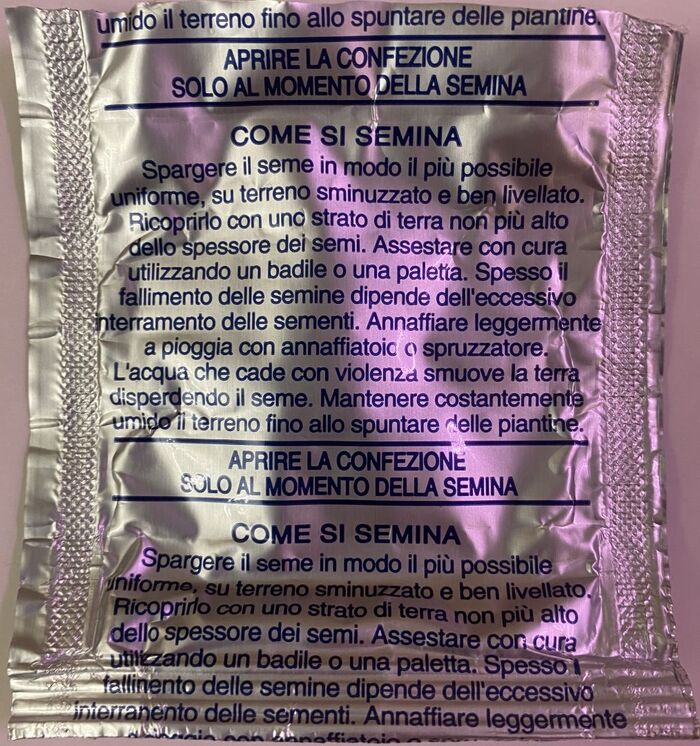 umido il terreno fino allo spuntare delle piantine.
APRIRE LA CONFEZIONE
SOLO AL MOMENTO DELLA SEMINA
COME SI SEMINA
Spargere il seme in modo il più possibile
uniforme, su terreno sminuzzato e ben livellato.
Ricoprirlo con uno strato di terra non più alto
dello spessore dei semi. Assestare con cura
utilizzando un badile o una paletta. Spesso il
fallimento delle semine dipende dell'eccessivo
interramento delle sementi. Annaffiare leggermente
a pioggia con annaffiatoio o spruzzatore.
L'acqua che cade con violenza smuove la terra
disperdendo il seme. Mantenere costantemente
umido il terreno fino allo spuntare delle piantine.
APRIRE LA CONFEZIONE
SOLO AL MOMENTO DELLA SEMINA
COME SI SEMINA
Spargere il seme in modo il più possibile
uniforme, su terreno sminuzzato e ben livellato.
Ricoprirlo con uno strato di terra non più alto
dello spessore dei semi. Assestare con cura
utilizzando un badile o una paletta. Spesso il
fallimento delle semine dipende dell'eccessivo
interramento delle sementi. Annaffiare leggermente
a pioggia con annaffiatoio o